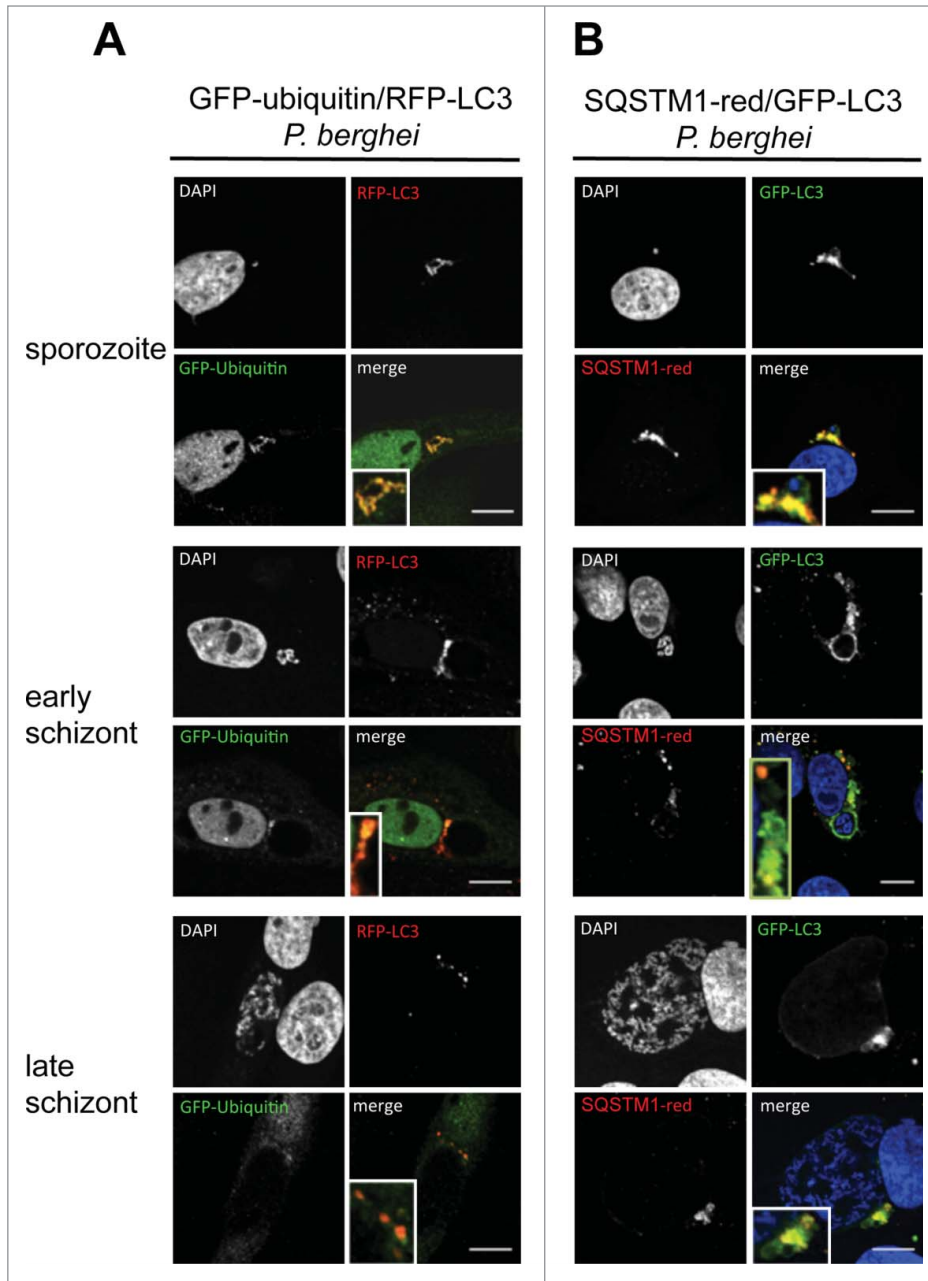 A
GFP-ubiquitin/RFP-LC3
P. berghei
sporozoite
DAPI
RFP-LC3
GFP-Ubiquitin
merge
early
schizont
DAPI
RFP-LC3
GFP-Ubiquitin
merge
late
schizont
DAPI
RFP-LC3
GFP-Ubiquitin
merge
B
SQSTM1-red/GFP-LC3
P. berghei
DAPI
GFP-LC3
SQSTM1-red
merge
DAPI
GFP-LC3
SQSTM1-red
merge
DAPI
GFP-LC3
SQSTM1-red
merge